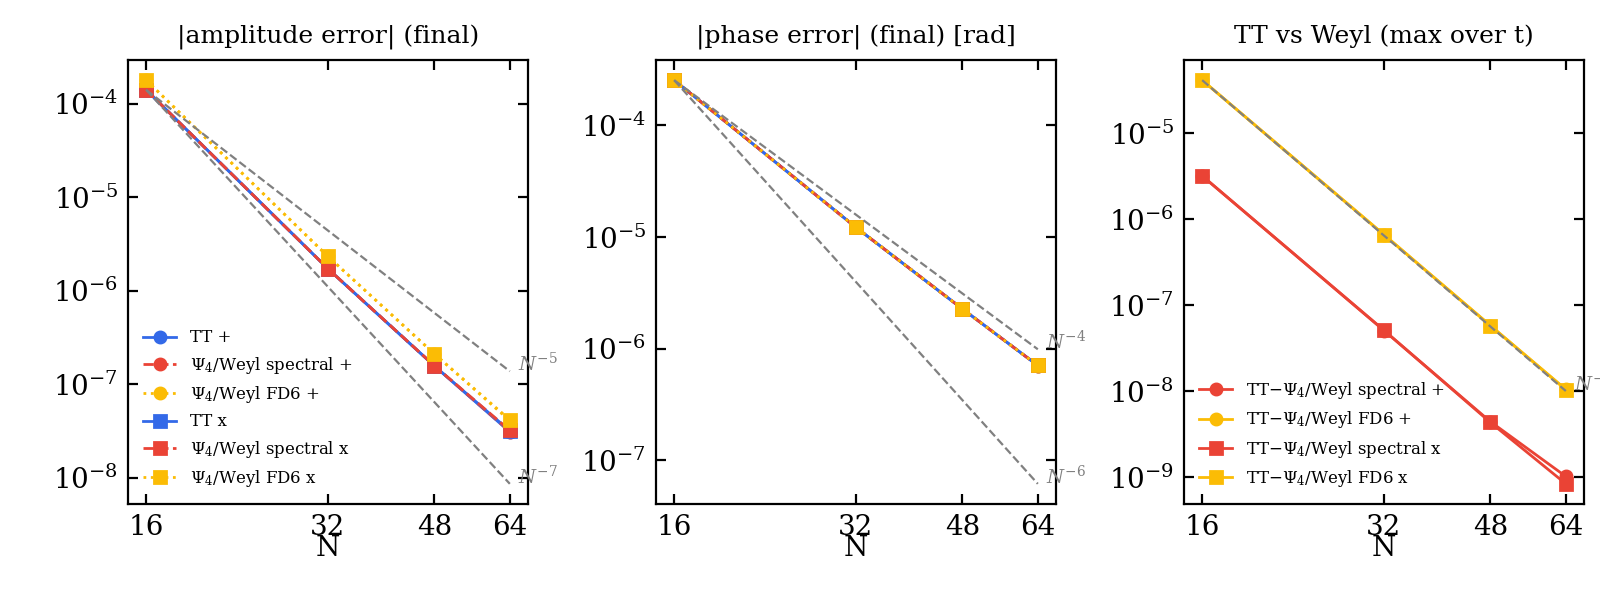 |amplitude error| (final)
10⁻⁴
10⁻⁵
10⁻⁶
10⁻⁷
10⁻⁸
TT +
Ψ₄/Weyl spectral +
Ψ₄/Weyl FD6 +
TT x
Ψ₄/Weyl spectral x
Ψ₄/Weyl FD6 x
N⁻⁵
N⁻⁷
16 32 48 64
N
|phase error| (final) [rad]
10⁻⁴
10⁻⁵
10⁻⁶
10⁻⁷
N⁻⁴
N⁻⁶
16 32 48 64
N
TT vs Weyl (max over t)
10⁻⁵
10⁻⁶
10⁻⁷
10⁻⁸
10⁻⁹
TT−Ψ₄/Weyl spectral +
TT−Ψ₄/Weyl FD6 +
TT−Ψ₄/Weyl spectral x
TT−Ψ₄/Weyl FD6 x
16 32 48 64
N